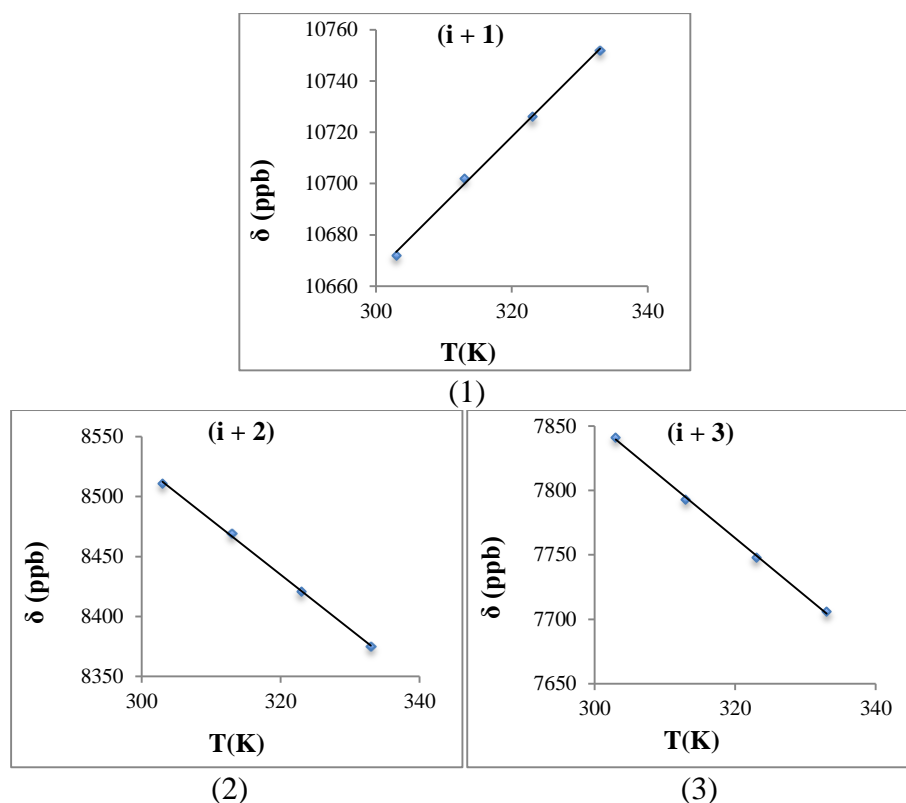 (i + 1)
10760
10740
10720
10700
10680
10660
δ (ppb)
300 320 340
T(K)
(1)
(i + 2)
8550
8500
8450
8400
8350
δ (ppb)
300 320 340
T(K)
(2)
(i + 3)
7850
7800
7750
7700
7650
δ (ppb)
300 320 340
T(K)
(3)